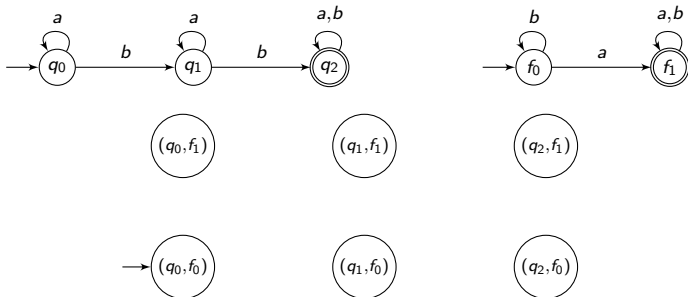 a a a,b b a,b
b b a
q0 q1 q2 f0 f1
(q0,f1) (q1,f1) (q2,f1)
(q0,f0) (q1,f0) (q2,f0)